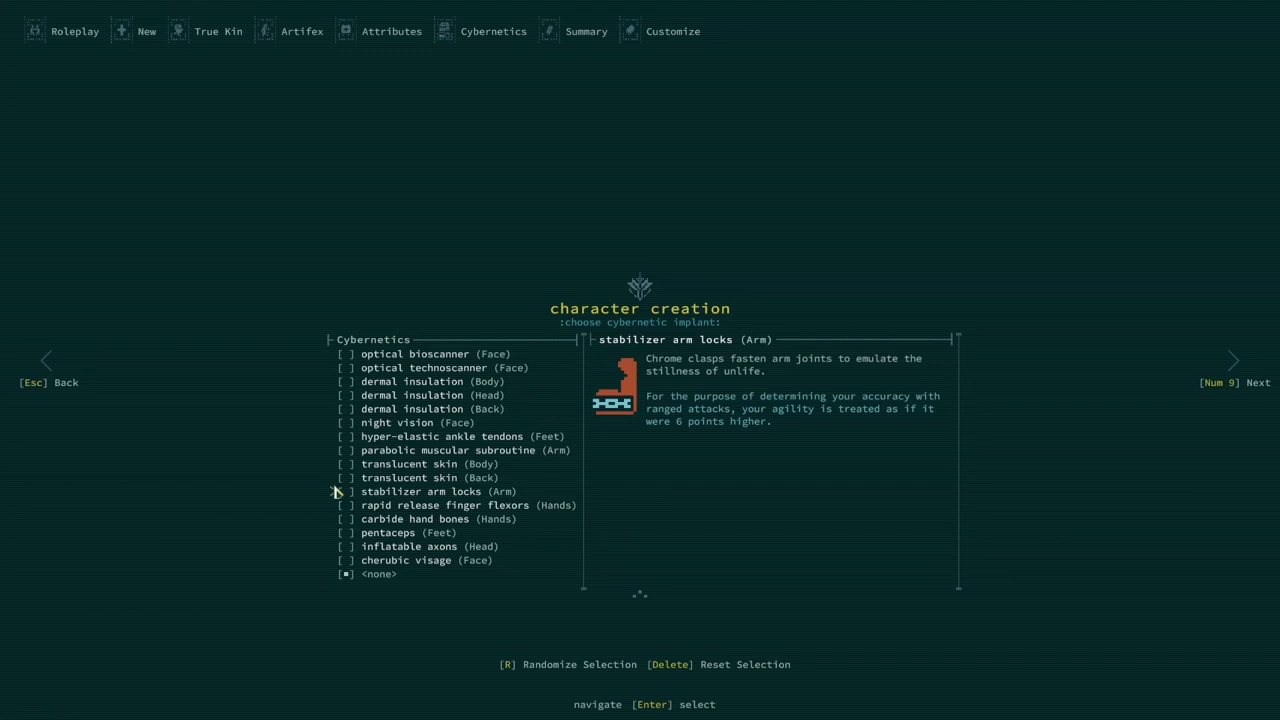 Roleplay New True Kin Artifex Attributes Cybernetics Summary Customize
character creation
:choose cybernetic implant:
Cybernetics
[ ] optical bioscanner (Face)
[ ] optical technoscanner (Face)
[ ] dermal insulation (Body)
[ ] dermal insulation (Head)
[ ] dermal insulation (Back)
[ ] night vision (Face)
[ ] hyper-elastic ankle tendons (Feet)
[ ] parabolic muscular subroutine (Arm)
[ ] translucent skin (Body)
[ ] translucent skin (Back)
[ ] stabilizer arm locks (Arm)
[ ] rapid release finger flexors (Hands)
[ ] carbide hand bones (Hands)
[ ] pentaceps (Feet)
[ ] inflatable axons (Head)
[ ] cherubic visage (Face)
[■] <none>
stabilizer arm locks (Arm)
Chrome clasps fasten arm joints to emulate the
stillness of unlife.
For the purpose of determining your accuracy with
ranged attacks, your agility is treated as if it
were 6 points higher.
[Esc] Back
[Num 9] Next
[R] Randomize Selection [Delete] Reset Selection
navigate [Enter] select